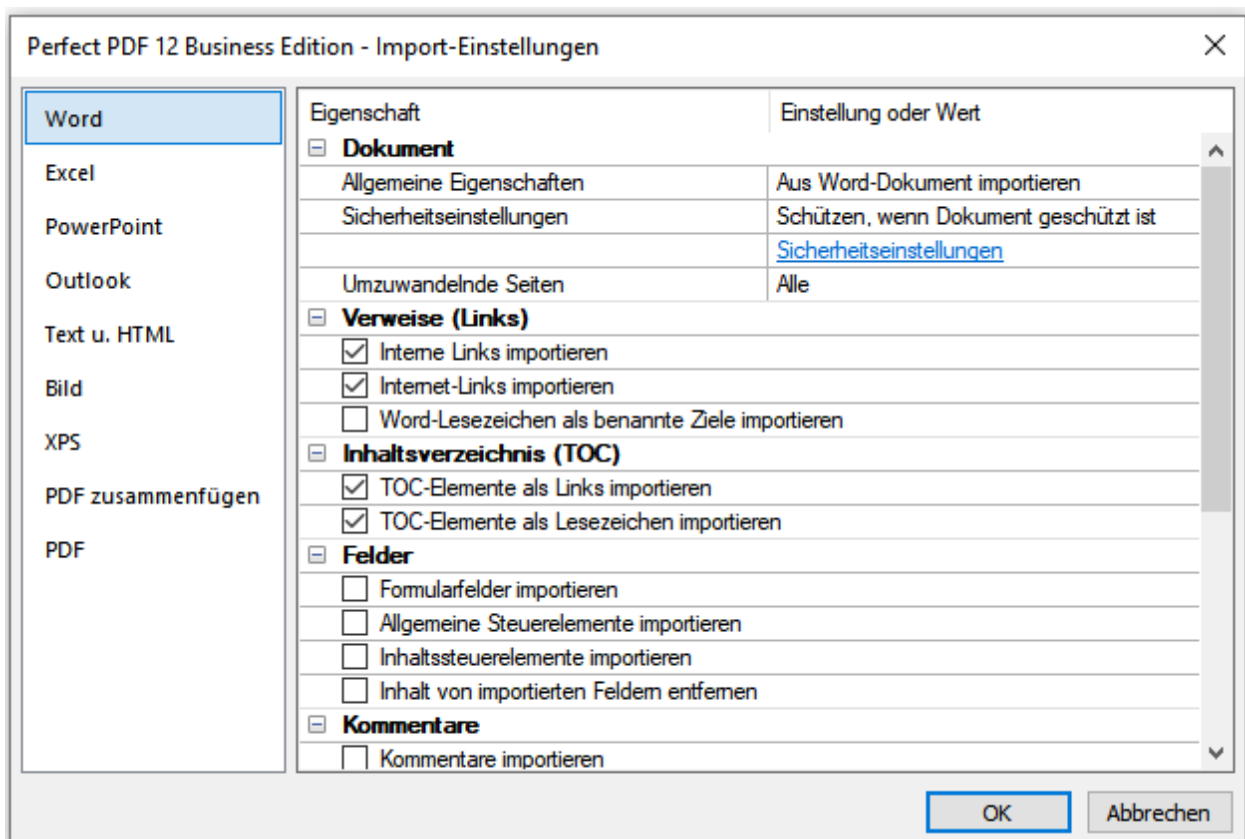 Perfect PDF 12 Business Edition - Import-Einstellungen
Word
Excel
PowerPoint
Outlook
Text u. HTML
Bild
XPS
PDF zusammenfügen
PDF
Eigenschaft Einstellung oder Wert
Dokument
Allgemeine Eigenschaften Aus Word-Dokument importieren
Sicherheitseinstellungen Schützen, wenn Dokument geschützt ist
Sicherheitseinstellungen
Umzuwandelnde Seiten Alle
Verweise (Links)
Interne Links importieren
Internet-Links importieren
Word-Lesezeichen als benannte Ziele importieren
Inhaltsverzeichnis (TOC)
TOC-Elemente als Links importieren
TOC-Elemente als Lesezeichen importieren
Felder
Formularfelder importieren
Allgemeine Steuerelemente importieren
Inhaltssteuerelemente importieren
Inhalt von importierten Feldern entfernen
Kommentare
Kommentare importieren
OK Abbrechen